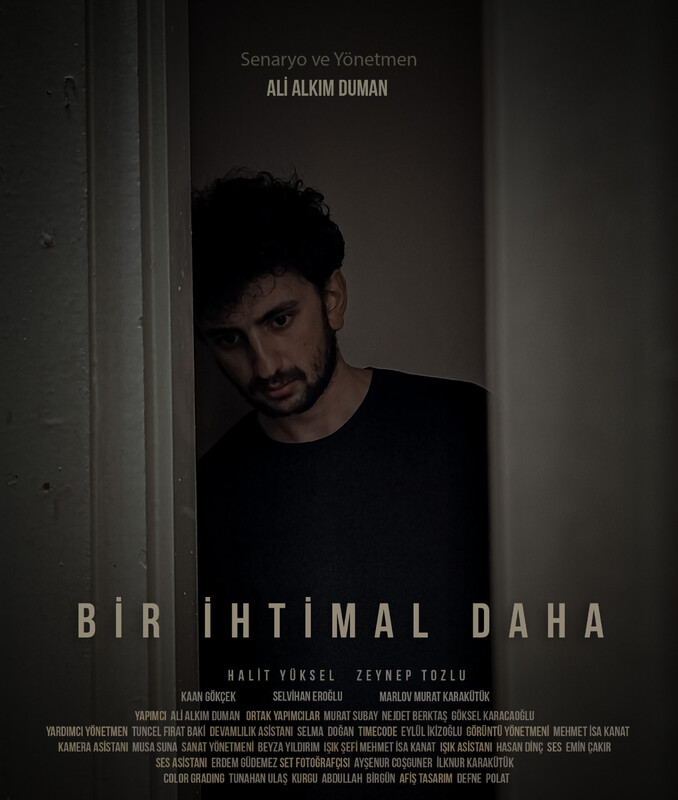 Senaryo ve Yönetmen
ALİ ALKIM DUMAN
BİR İHTİMAL DAHA
HALİT YÜKSEL ZEYNEP TOZLU
KAAN GÖKÇEK SELVİHAN EROĞLU MARLOV MURAT KARAKÜTÜK
YAPIMCI ALİ ALKIM DUMAN ORTAK YAPIMCILAR MURAT SUBAY NEJDET BERKTAŞ GÖKSEL KARACAOĞLU
YARDIMCI YÖNETMEN TUNCEL FIRAT BAKİ DEVAMLILIK ASİSTANI SELMA DOĞAN TIMECODE EYLÜL İKİZOĞLU GÖRÜNTÜ YÖNETMENİ MEHMET İSA KANAT
KAMERA ASİSTANI MUSA SUNA SANAT YÖNETMENİ BEYZA YILDIRIM IŞIK ŞEFİ MEHMET İSA KANAT IŞIK ASİSTANI HASAN DİNÇ SES EMİN ÇAKIR
SES ASİSTANI ERDEM GÜDEMEZ SET FOTOĞRAFÇISI AYŞENUR COŞGUNER İLKNUR KARAKÜTÜK
COLOR GRADING TUNAHAN ULAŞ KURGU ABDULLAH BİRGÜN AFİŞ TASARIM DEFNE POLAT